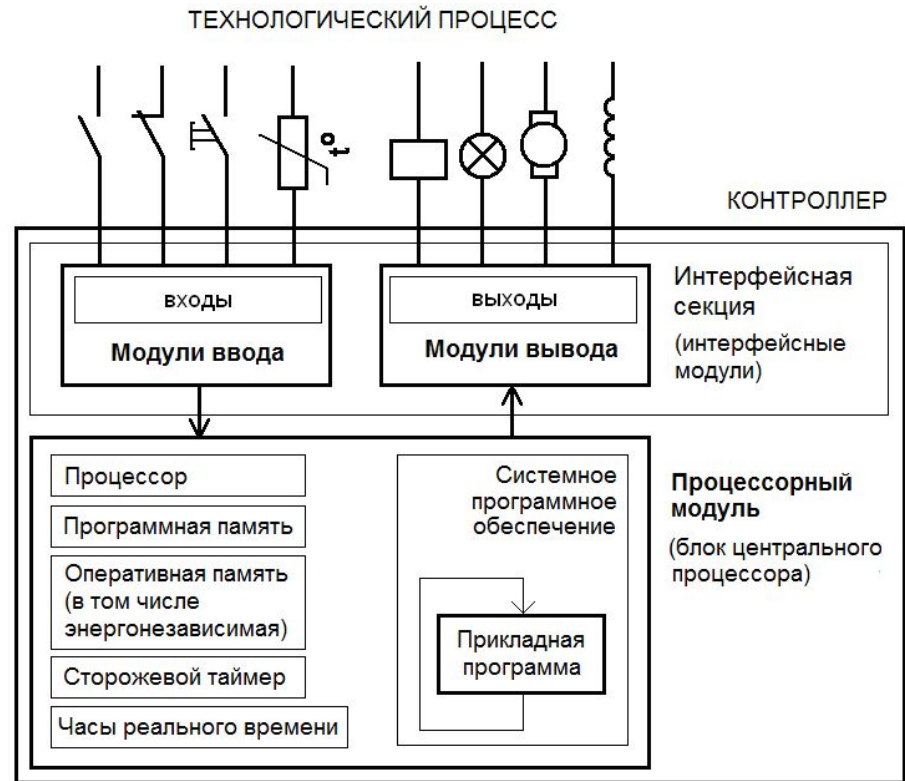 ТЕХНОЛОГИЧЕСКИЙ ПРОЦЕСС
t°
КОНТРОЛЛЕР
входы
Модули ввода
выходы
Модули вывода
Интерфейсная
секция
(интерфейсные
модули)
Процессор
Программная память
Оперативная память
(в том числе
энергонезависимая)
Сторожевой таймер
Часы реального времени
Системное
программное
обеспечение
Прикладная
программа
Процессорный
модуль
(блок центрального
процессора)